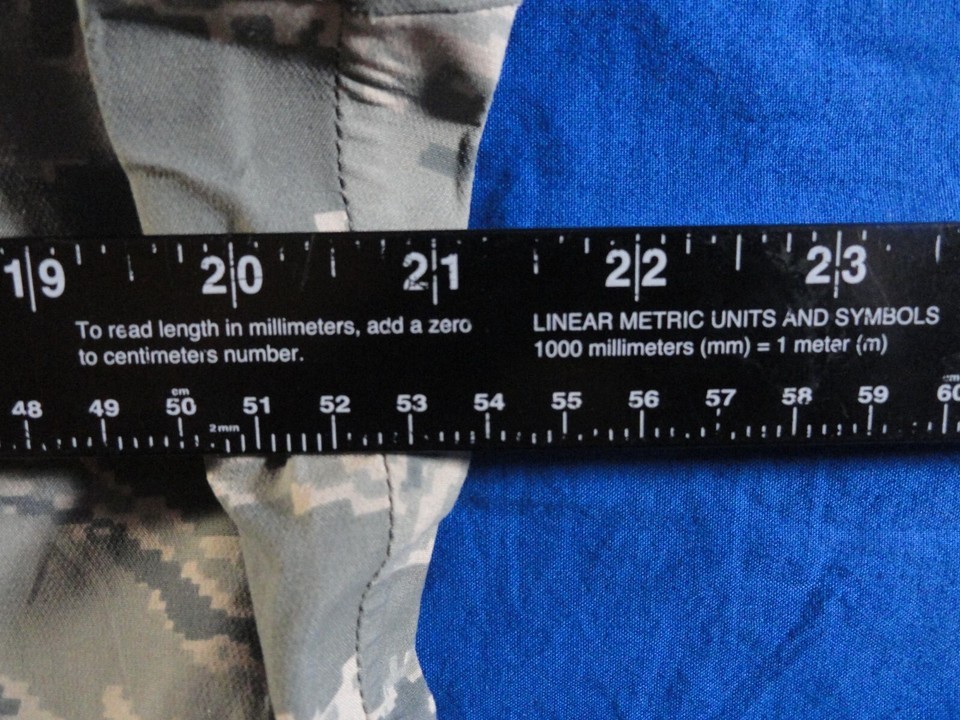 19 20 21 22 23
To read length in millimeters, add a zero
to centimeters number.
LINEAR METRIC UNITS AND SYMBOLS
1000 millimeters (mm) = 1 meter (m)
cm cm
48 49 50 51 52 53 54 55 56 57 58 59 60
2mm